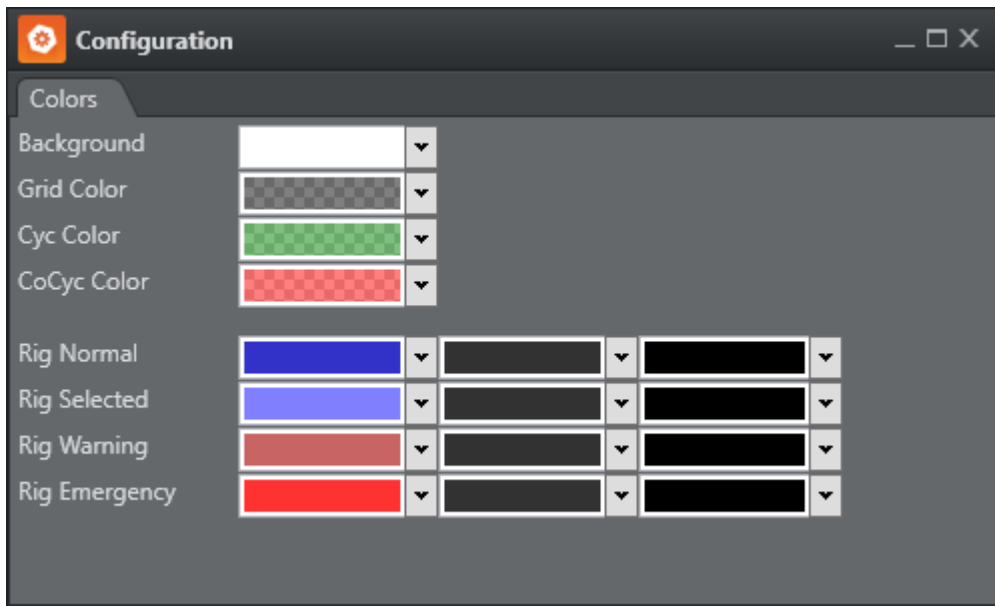 Configuration
Colors
Background
Grid Color
Cyc Color
CoCyc Color
Rig Normal
Rig Selected
Rig Warning
Rig Emergency